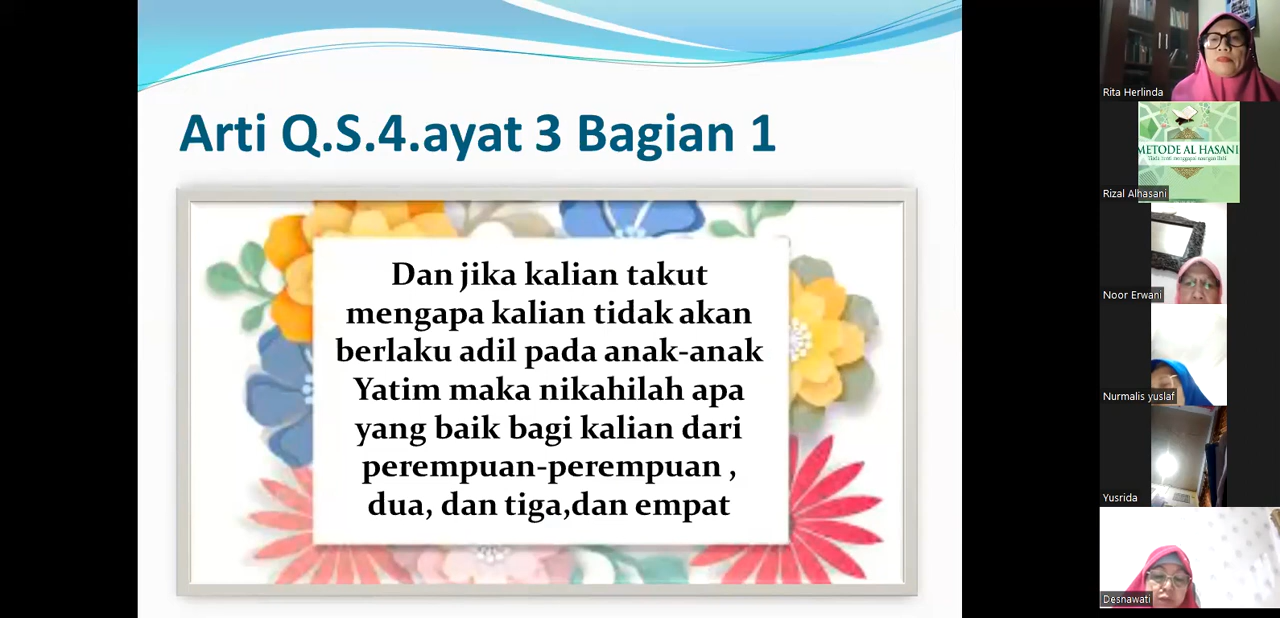 Arti Q.S.4.ayat 3 Bagian 1
Dan jika kalian takut
mengapa kalian tidak akan
berlaku adil pada anak-anak
Yatim maka nikahilah apa
yang baik bagi kalian dari
perempuan-perempuan ,
dua, dan tiga,dan empat
Rita Herlinda
METODE AL HASANI
Rizal Alhasani
Noor Erwani
Nurmalis yuslaf
Yusrida
Desnawati